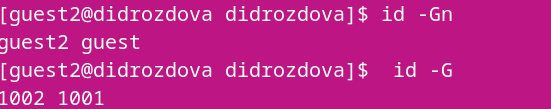 [guest2@didrozdova didrozdova]$ id -Gn
guest2 guest
[guest2@didrozdova didrozdova]$  id -G
1002 1001